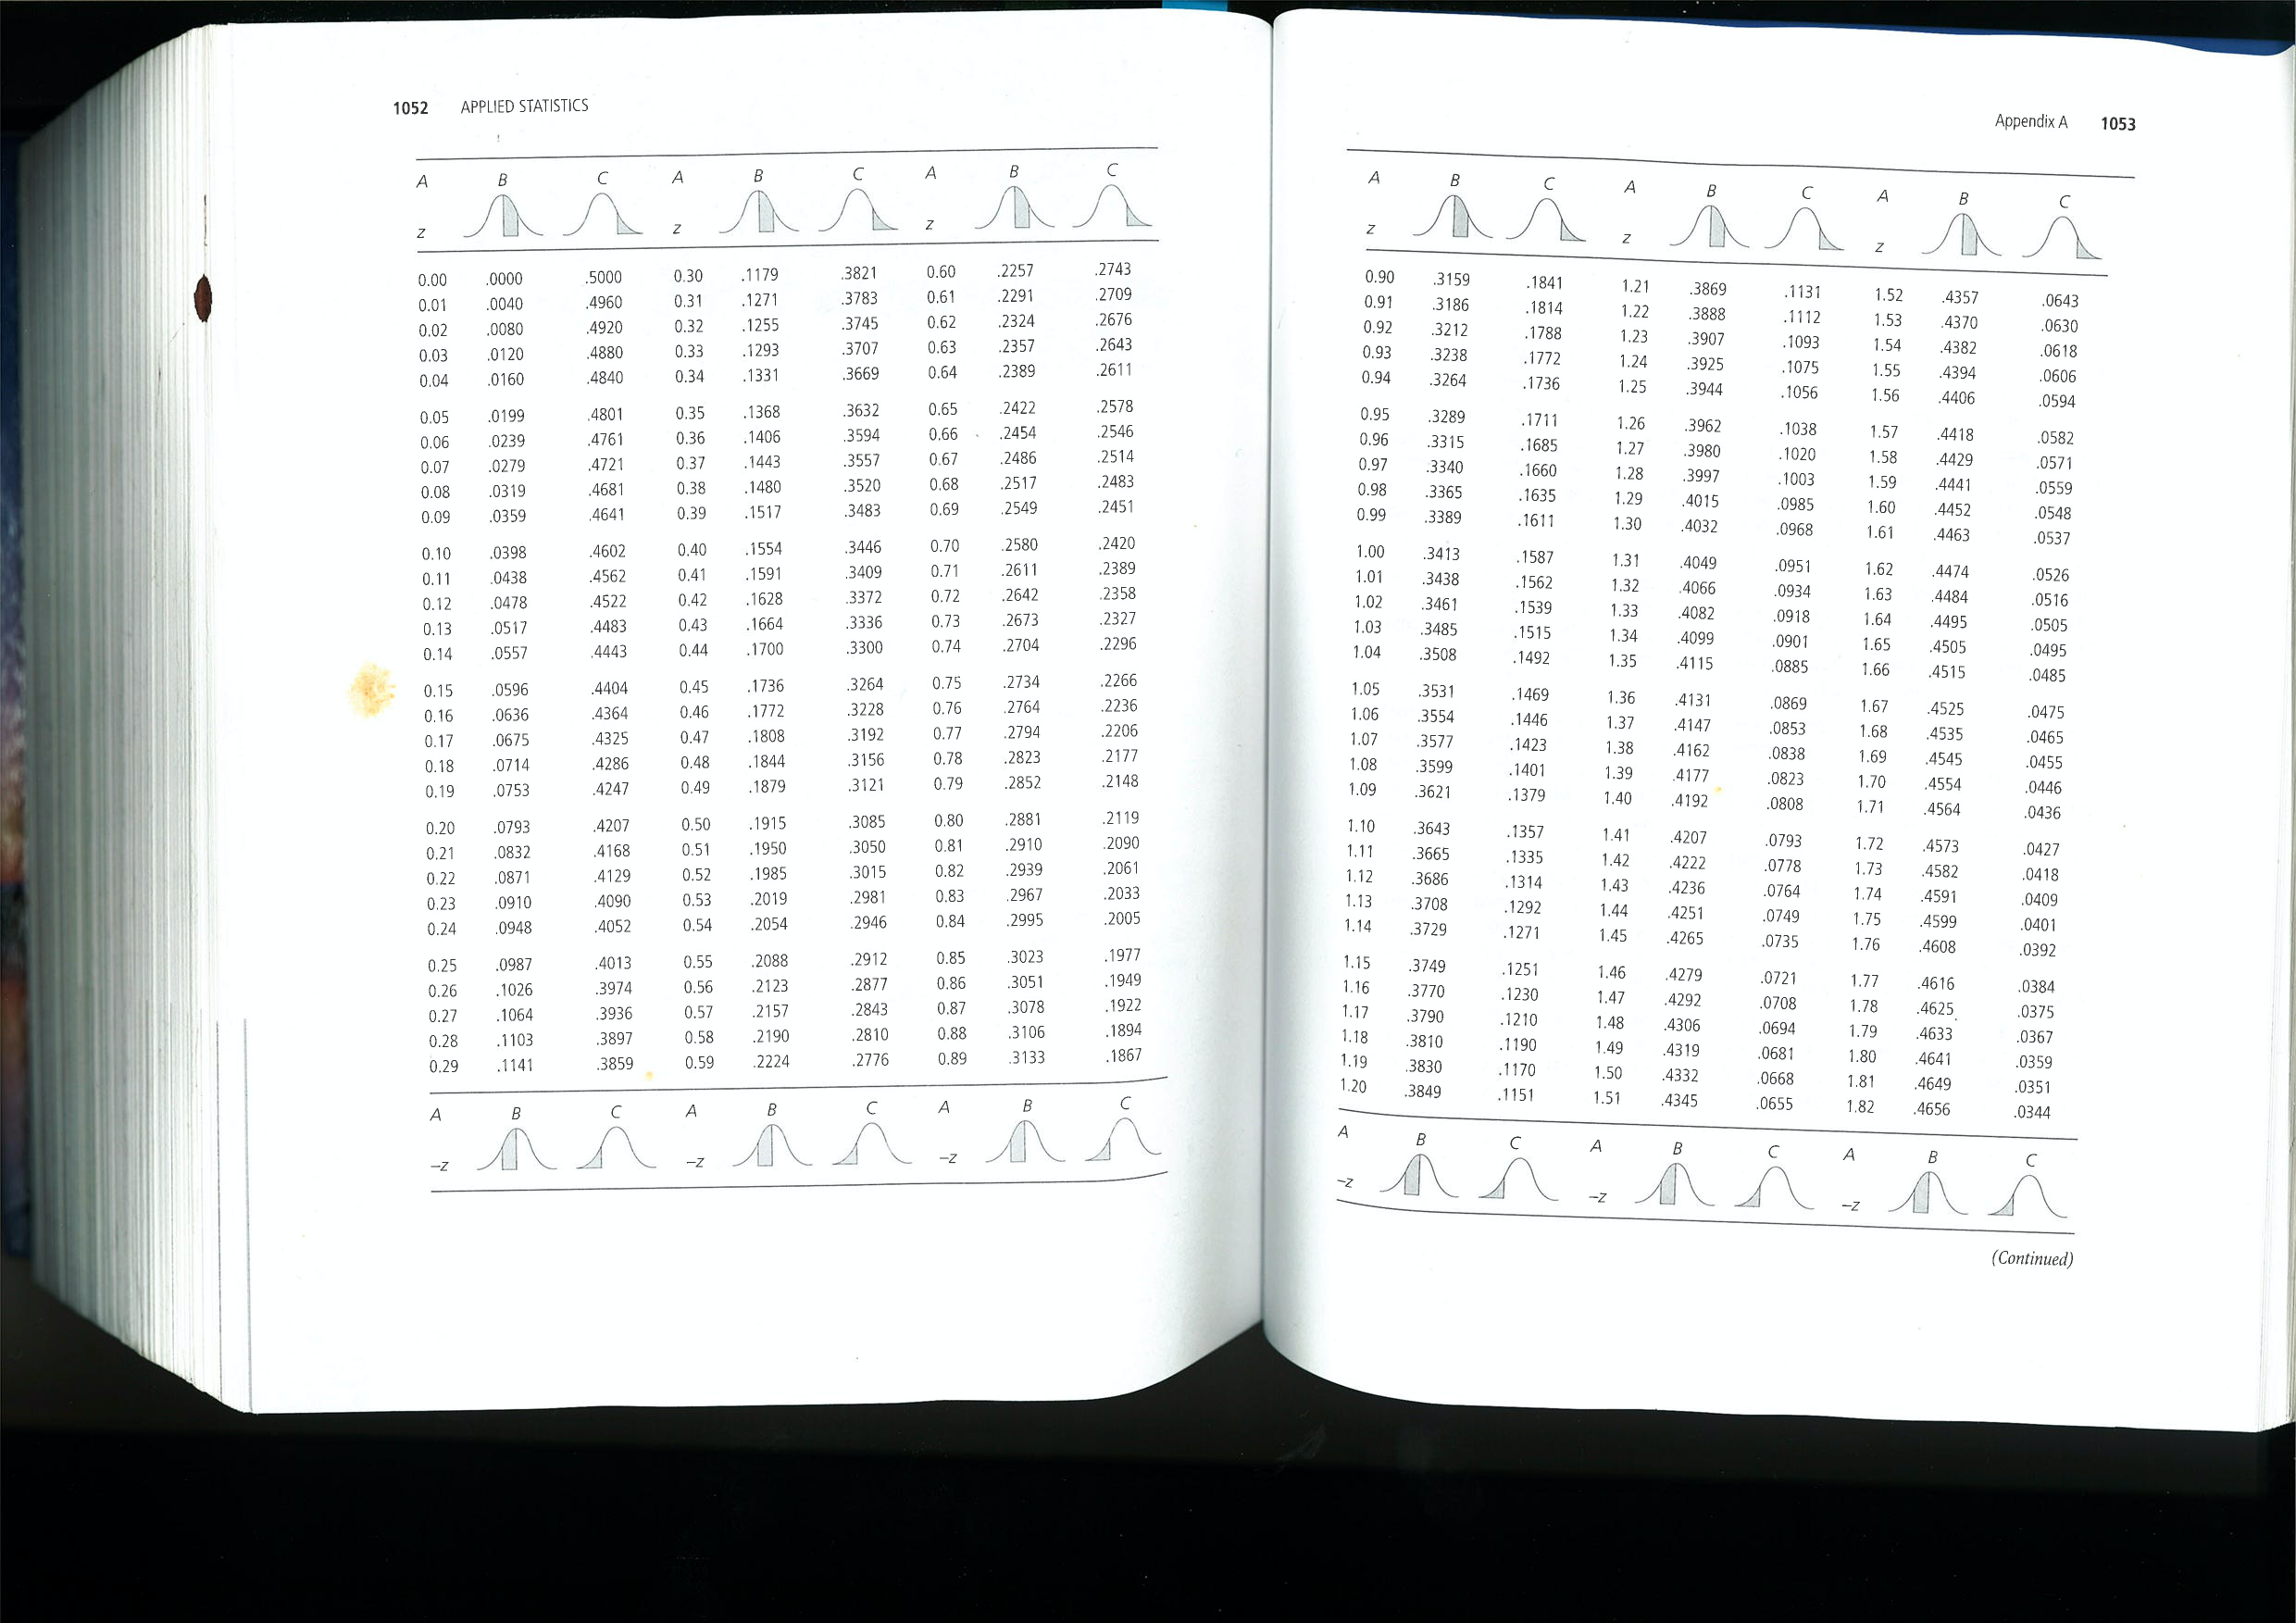 1052 APPLIED STATISTICS
A B C A B C A B C
z z z
0.00 .0000 .5000 0.30 .1179 .3821 0.60 .2257 .2743
0.01 .0040 .4960 0.31 .1271 .3783 0.61 .2291 .2709
0.02 .0080 .4920 0.32 .1255 .3745 0.62 .2324 .2676
0.03 .0120 .4880 0.33 .1293 .3707 0.63 .2357 .2643
0.04 .0160 .4840 0.34 .1331 .3669 0.64 .2389 .2611
0.05 .0199 .4801 0.35 .1368 .3632 0.65 .2422 .2578
0.06 .0239 .4761 0.36 .1406 .3594 0.66 .2454 .2546
0.07 .0279 .4721 0.37 .1443 .3557 0.67 .2486 .2514
0.08 .0319 .4681 0.38 .1480 .3520 0.68 .2517 .2483
0.09 .0359 .4641 0.39 .1517 .3483 0.69 .2549 .2451
0.10 .0398 .4602 0.40 .1554 .3446 0.70 .2580 .2420
0.11 .0438 .4562 0.41 .1591 .3409 0.71 .2611 .2389
0.12 .0478 .4522 0.42 .1628 .3372 0.72 .2642 .2358
0.13 .0517 .4483 0.43 .1664 .3336 0.73 .2673 .2327
0.14 .0557 .4443 0.44 .1700 .3300 0.74 .2704 .2296
0.15 .0596 .4404 0.45 .1736 .3264 0.75 .2734 .2266
0.16 .0636 .4364 0.46 .1772 .3228 0.76 .2764 .2236
0.17 .0675 .4325 0.47 .1808 .3192 0.77 .2794 .2206
0.18 .0714 .4286 0.48 .1844 .3156 0.78 .2823 .2177
0.19 .0753 .4247 0.49 .1879 .3121 0.79 .2852 .2148
0.20 .0793 .4207 0.50 .1915 .3085 0.80 .2881 .2119
0.21 .0832 .4168 0.51 .1950 .3050 0.81 .2910 .2090
0.22 .0871 .4129 0.52 .1985 .3015 0.82 .2939 .2061
0.23 .0910 .4090 0.53 .2019 .2981 0.83 .2967 .2033
0.24 .0948 .4052 0.54 .2054 .2946 0.84 .2995 .2005
0.25 .0987 .4013 0.55 .2088 .2912 0.85 .3023 .1977
0.26 .1026 .3974 0.56 .2123 .2877 0.86 .3051 .1949
0.27 .1064 .3936 0.57 .2157 .2843 0.87 .3078 .1922
0.28 .1103 .3897 0.58 .2190 .2810 0.88 .3106 .1894
0.29 .1141 .3859 0.59 .2224 .2776 0.89 .3133 .1867
A B C A B C A B C
–z –z –z
Appendix A 1053
A B C A B C A B C
z z z
0.90 .3159 .1841 1.21 .3869 .1131 1.52 .4357 .0643
0.91 .3186 .1814 1.22 .3888 .1112 1.53 .4370 .0630
0.92 .3212 .1788 1.23 .3907 .1093 1.54 .4382 .0618
0.93 .3238 .1772 1.24 .3925 .1075 1.55 .4394 .0606
0.94 .3264 .1736 1.25 .3944 .1056 1.56 .4406 .0594
0.95 .3289 .1711 1.26 .3962 .1038 1.57 .4418 .0582
0.96 .3315 .1685 1.27 .3980 .1020 1.58 .4429 .0571
0.97 .3340 .1660 1.28 .3997 .1003 1.59 .4441 .0559
0.98 .3365 .1635 1.29 .4015 .0985 1.60 .4452 .0548
0.99 .3389 .1611 1.30 .4032 .0968 1.61 .4463 .0537
1.00 .3413 .1587 1.31 .4049 .0951 1.62 .4474 .0526
1.01 .3438 .1562 1.32 .4066 .0934 1.63 .4484 .0516
1.02 .3461 .1539 1.33 .4082 .0918 1.64 .4495 .0505
1.03 .3485 .1515 1.34 .4099 .0901 1.65 .4505 .0495
1.04 .3508 .1492 1.35 .4115 .0885 1.66 .4515 .0485
1.05 .3531 .1469 1.36 .4131 .0869 1.67 .4525 .0475
1.06 .3554 .1446 1.37 .4147 .0853 1.68 .4535 .0465
1.07 .3577 .1423 1.38 .4162 .0838 1.69 .4545 .0455
1.08 .3599 .1401 1.39 .4177 .0823 1.70 .4554 .0446
1.09 .3621 .1379 1.40 .4192 .0808 1.71 .4564 .0436
1.10 .3643 .1357 1.41 .4207 .0793 1.72 .4573 .0427
1.11 .3665 .1335 1.42 .4222 .0778 1.73 .4582 .0418
1.12 .3686 .1314 1.43 .4236 .0764 1.74 .4591 .0409
1.13 .3708 .1292 1.44 .4251 .0749 1.75 .4599 .0401
1.14 .3729 .1271 1.45 .4265 .0735 1.76 .4608 .0392
1.15 .3749 .1251 1.46 .4279 .0721 1.77 .4616 .0384
1.16 .3770 .1230 1.47 .4292 .0708 1.78 .4625 .0375
1.17 .3790 .1210 1.48 .4306 .0694 1.79 .4633 .0367
1.18 .3810 .1190 1.49 .4319 .0681 1.80 .4641 .0359
1.19 .3830 .1170 1.50 .4332 .0668 1.81 .4649 .0351
1.20 .3849 .1151 1.51 .4345 .0655 1.82 .4656 .0344
A B C A B C A B C
–z –z –z
(Continued)